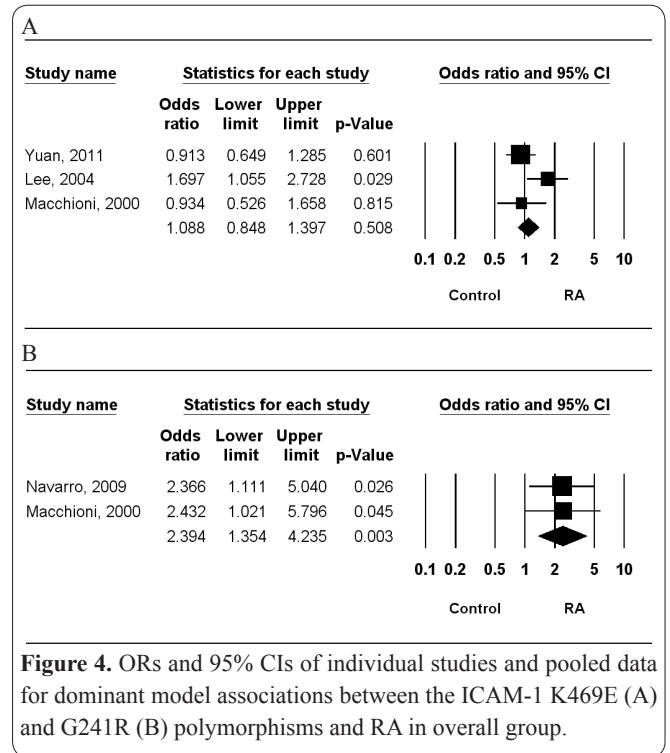 A
Study name Statistics for each study Odds ratio and 95% CI
Odds Lower Upper
ratio limit limit p-Value
Yuan, 2011 0.913 0.649 1.285 0.601
Lee, 2004 1.697 1.055 2.728 0.029
Macchioni, 2000 0.934 0.526 1.658 0.815
1.088 0.848 1.397 0.508
0.1 0.2 0.5 1 2 5 10
Control RA
B
Study name Statistics for each study Odds ratio and 95% CI
Odds Lower Upper
ratio limit limit p-Value
Navarro, 2009 2.366 1.111 5.040 0.026
Macchioni, 2000 2.432 1.021 5.796 0.045
2.394 1.354 4.235 0.003
0.1 0.2 0.5 1 2 5 10
Control RA
Figure 4. ORs and 95% CIs of individual studies and pooled data
for dominant model associations between the ICAM-1 K469E (A)
and G241R (B) polymorphisms and RA in overall group.